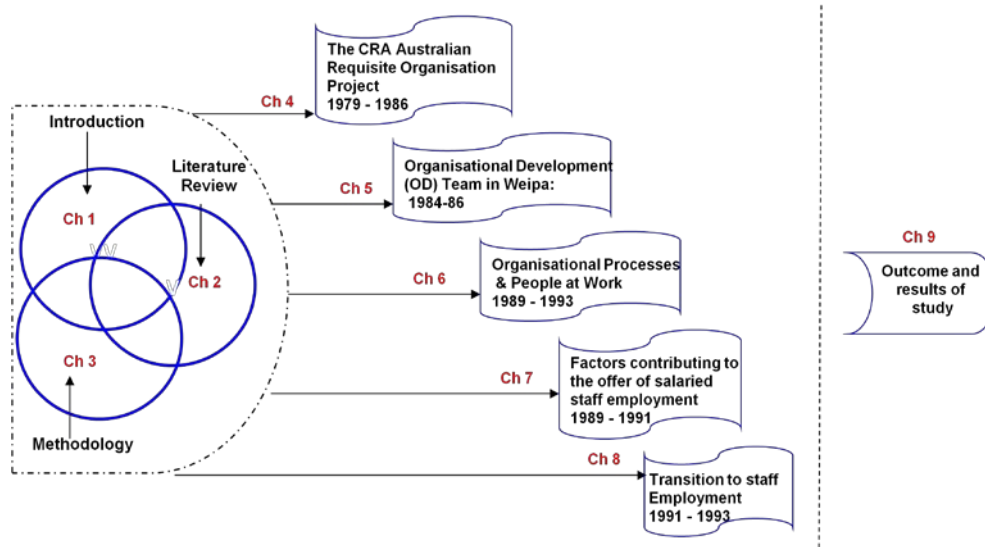 Introduction
Literature
Review
Ch 1
Ch 2
Ch 3
Methodology
Ch 4
The CRA Australian
Requisite Organisation
Project
1979 - 1986
Ch 5
Organisational Development
(OD) Team in Weipa:
1984-86
Ch 6
Organisational Processes
& People at Work
1989 - 1993
Ch 7
Factors contributing to
the offer of salaried
staff employment
1989 - 1991
Ch 8
Transition to staff
Employment
1991 - 1993
Ch 9
Outcome and
results of
study